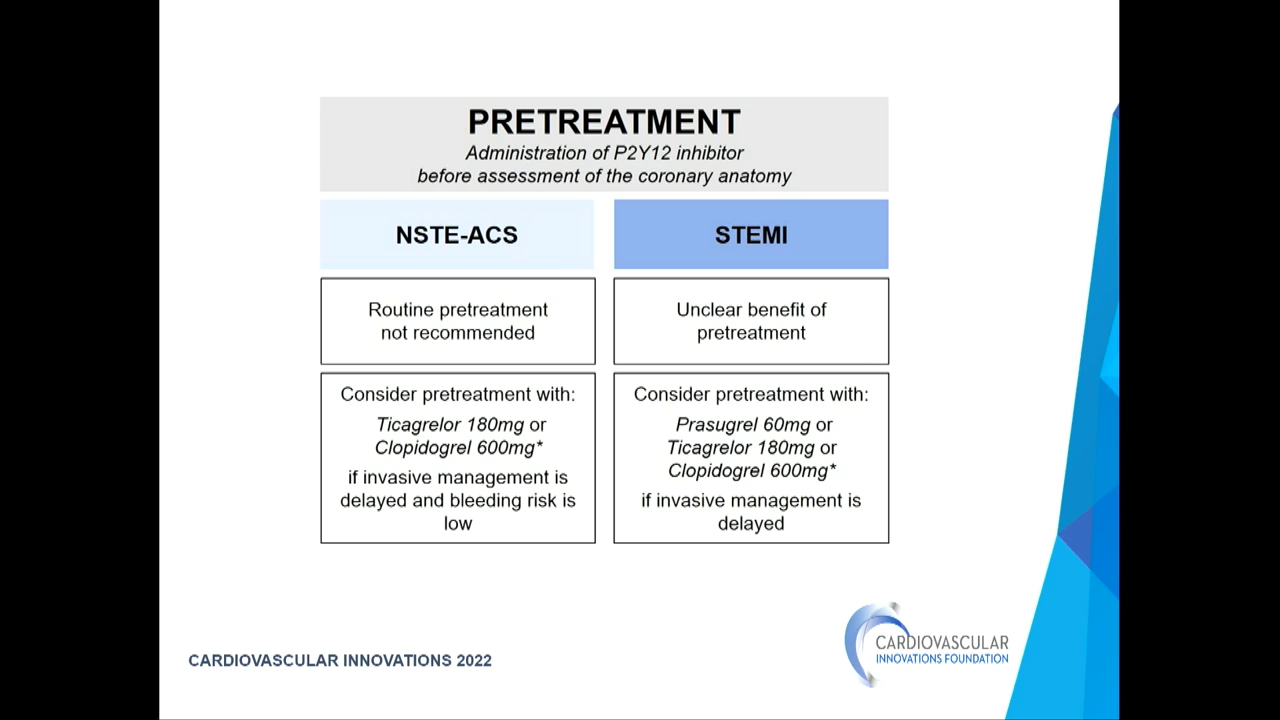 PRETREATMENT
Administration of P2Y12 inhibitor
before assessment of the coronary anatomy
NSTE-ACS
Routine pretreatment
not recommended
Consider pretreatment with:
Ticagrelor 180mg or
Clopidogrel 600mg*
if invasive management is
delayed and bleeding risk is
low
STEMI
Unclear benefit of
pretreatment
Consider pretreatment with:
Prasugrel 60mg or
Ticagrelor 180mg or
Clopidogrel 600mg*
if invasive management is
delayed
CARDIOVASCULAR INNOVATIONS 2022
CARDIOVASCULAR
INNOVATIONS FOUNDATION